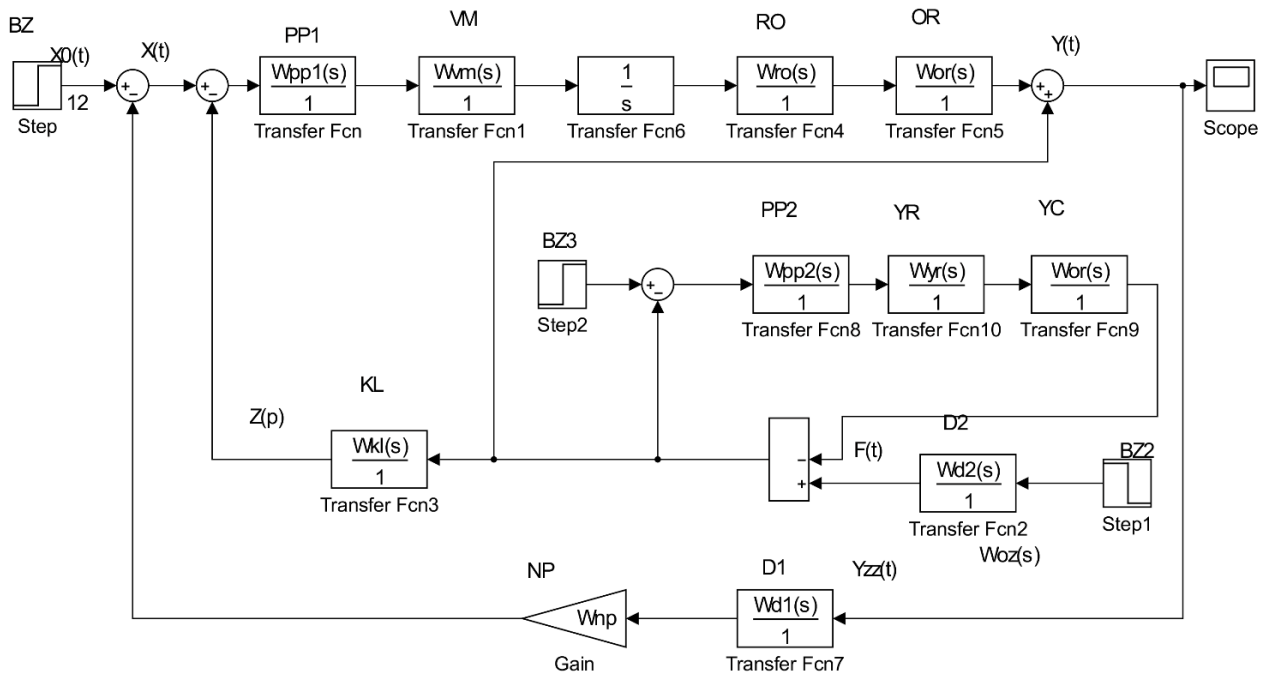 BZ
X0(t)
12
Step
X(t)
+
−
+
−
PP1
Wpp1(s)
1
Transfer Fcn
VM
Wvm(s)
1
Transfer Fcn1
1
s
Transfer Fcn6
RO
Wro(s)
1
Transfer Fcn4
OR
Wor(s)
1
Transfer Fcn5
+
+
Y(t)
Scope
BZ3
Step2
+
−
PP2
Wpp2(s)
1
Transfer Fcn8
YR
Wyr(s)
1
Transfer Fcn10
YC
Wor(s)
1
Transfer Fcn9
KL
Z(p)
Wkl(s)
1
Transfer Fcn3
−
+
F(t)
D2
Wd2(s)
1
Transfer Fcn2
Woz(s)
BZ2
Step1
NP
Wnp
Gain
D1
Wd1(s)
1
Transfer Fcn7
Yzz(t)